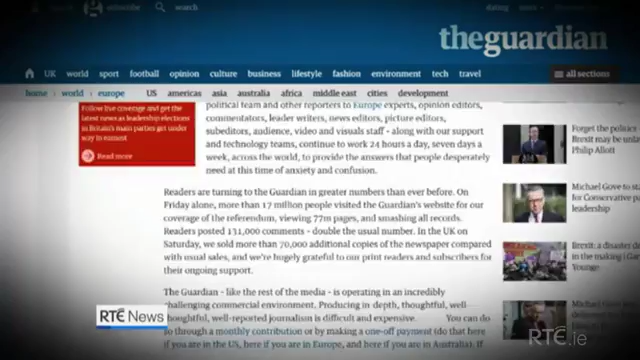 subscribe search dating
theguardian
UK world sport football opinion culture business lifestyle fashion environment tech travel all sections
home world europe US americas asia australia africa middle east cities development
Follow live coverage and get the
latest news as leadership elections
in Britain's main parties get under
way in earnest
Read more
political team and other reporters to Europe experts, opinion editors,
commentators, leader writers, news editors, picture editors,
subeditors, audience, video and visuals staff - along with our support
and technology teams, continue to work 24 hours a day, seven days a
week, across the world, to provide the answers that people desperately
need at this time of anxiety and confusion.
Readers are turning to the Guardian in greater numbers than ever before. On
Friday alone, more than 17 million people visited the Guardian's website for our
coverage of the referendum, viewing 77m pages, and smashing all records.
Readers posted 131,000 comments - double the usual number. In the UK on
Saturday, we sold more than 70,000 additional copies of the newspaper compared
with usual sales, and we're hugely grateful to our print readers and subscribers for
their ongoing support.
The Guardian - like the rest of the media - is operating in an incredibly
challenging commercial environment. Producing in-depth, thoughtful, well-
thoughtful, well-reported journalism is difficult and expensive. You can do
so through a monthly contribution or by making a one-off payment (do that here
if you are in the US, here if you are in Europe, and here if you are in Australia). If
Forget the politics
Brexit may be unla
Philip Allott
Michael Gove to sta
for Conservative pa
leadership
Brexit: a disaster d
in the making | Gar
Younge
Michael
RTÉ News
RTÉ.ie